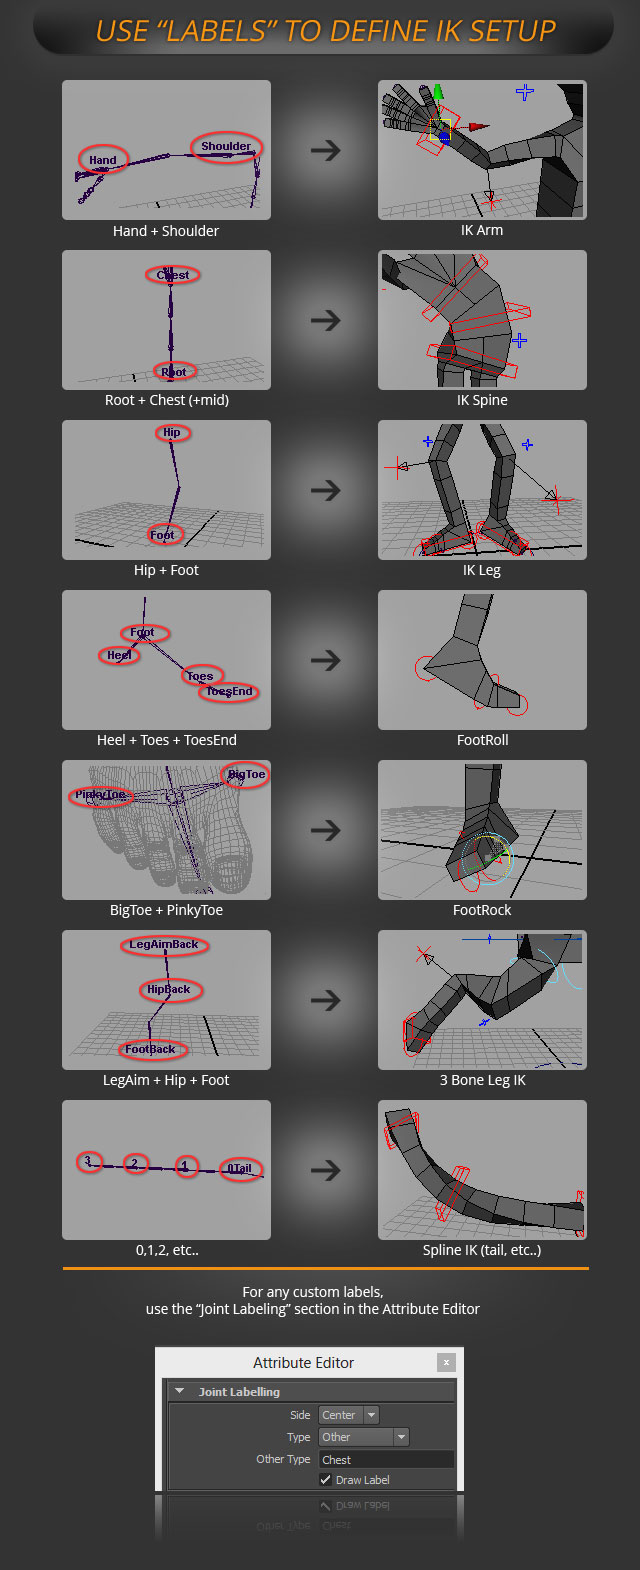 USE “LABELS” TO DEFINE IK SETUP
Hand
Shoulder
Hand + Shoulder
IK Arm
Chest
Root
Root + Chest (+mid)
IK Spine
Hip
Foot
Hip + Foot
IK Leg
Foot
Heel
Toes
ToesEnd
Heel + Toes + ToesEnd
FootRoll
BigToe
PinkyToe
BigToe + PinkyToe
FootRock
LegAimBack
HipBack
FootBack
LegAim + Hip + Foot
3 Bone Leg IK
3
2
1
0Tail
0,1,2, etc..
Spline IK (tail, etc..)
For any custom labels,
use the “Joint Labeling” section in the Attribute Editor
Attribute Editor
x
Joint Labelling
Side Center
Type Other
Other Type Chest
Draw Label